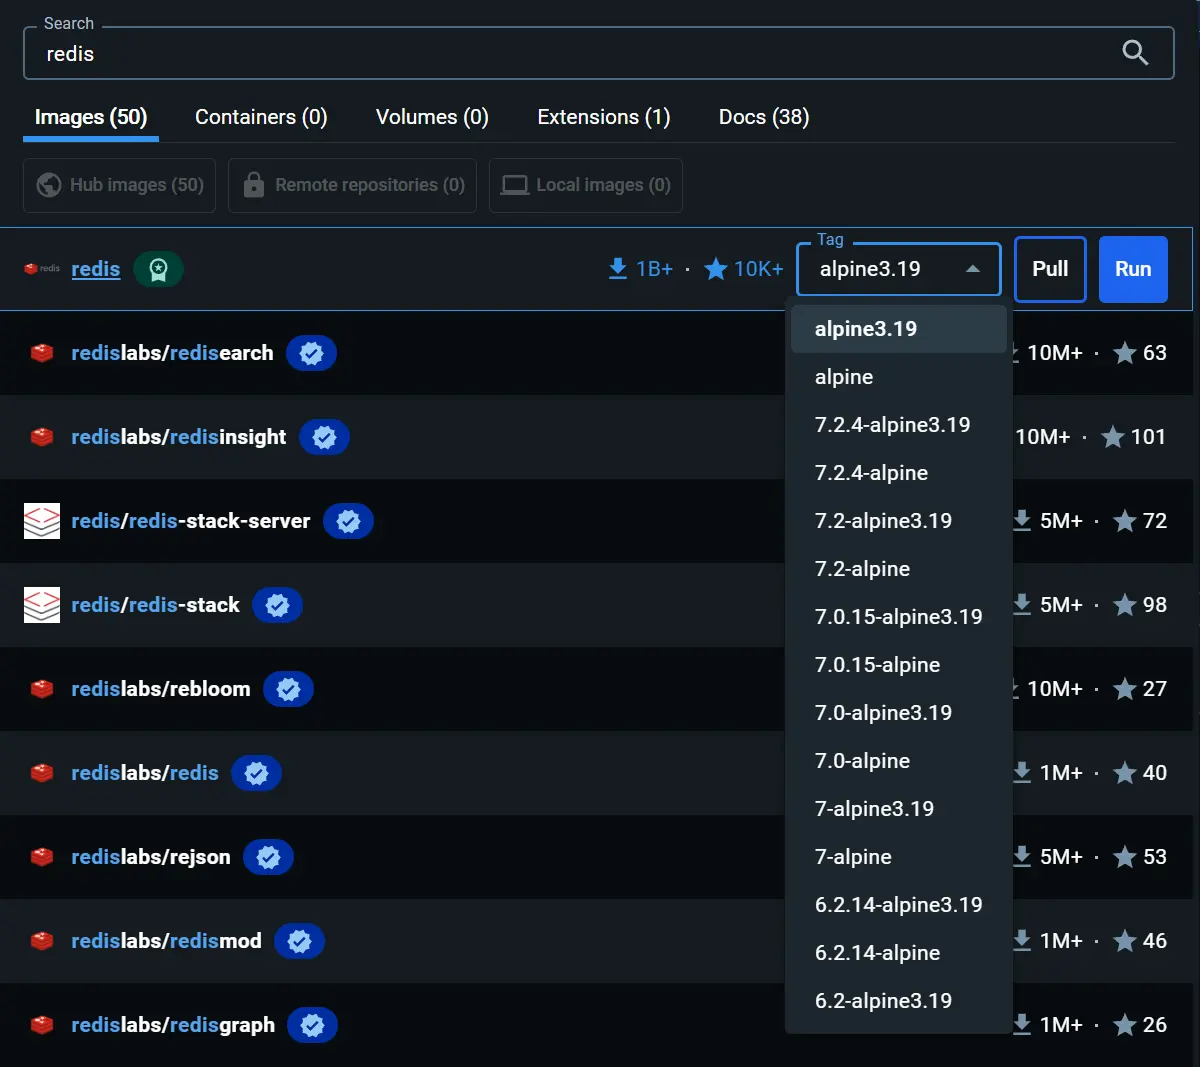 Search
redis
Images (50) Containers (0) Volumes (0) Extensions (1) Docs (38)
Hub images (50) Remote repositories (0) Local images (0)
redis redis 1B+ · 10K+ Tag alpine3.19 Pull Run
alpine3.19
redislabs/redisearch 10M+ · 63
alpine
7.2.4-alpine3.19
redislabs/redisinsight 10M+ · 101
7.2.4-alpine
redis/redis-stack-server 7.2-alpine3.19 5M+ · 72
7.2-alpine
redis/redis-stack 7.0.15-alpine3.19 5M+ · 98
7.0.15-alpine
redislabs/rebloom 10M+ · 27
7.0-alpine3.19
7.0-alpine
redislabs/redis 1M+ · 40
7-alpine3.19
redislabs/rejson 7-alpine 5M+ · 53
6.2.14-alpine3.19
redislabs/redismod 6.2.14-alpine 1M+ · 46
6.2-alpine3.19
redislabs/redisgraph 1M+ · 26